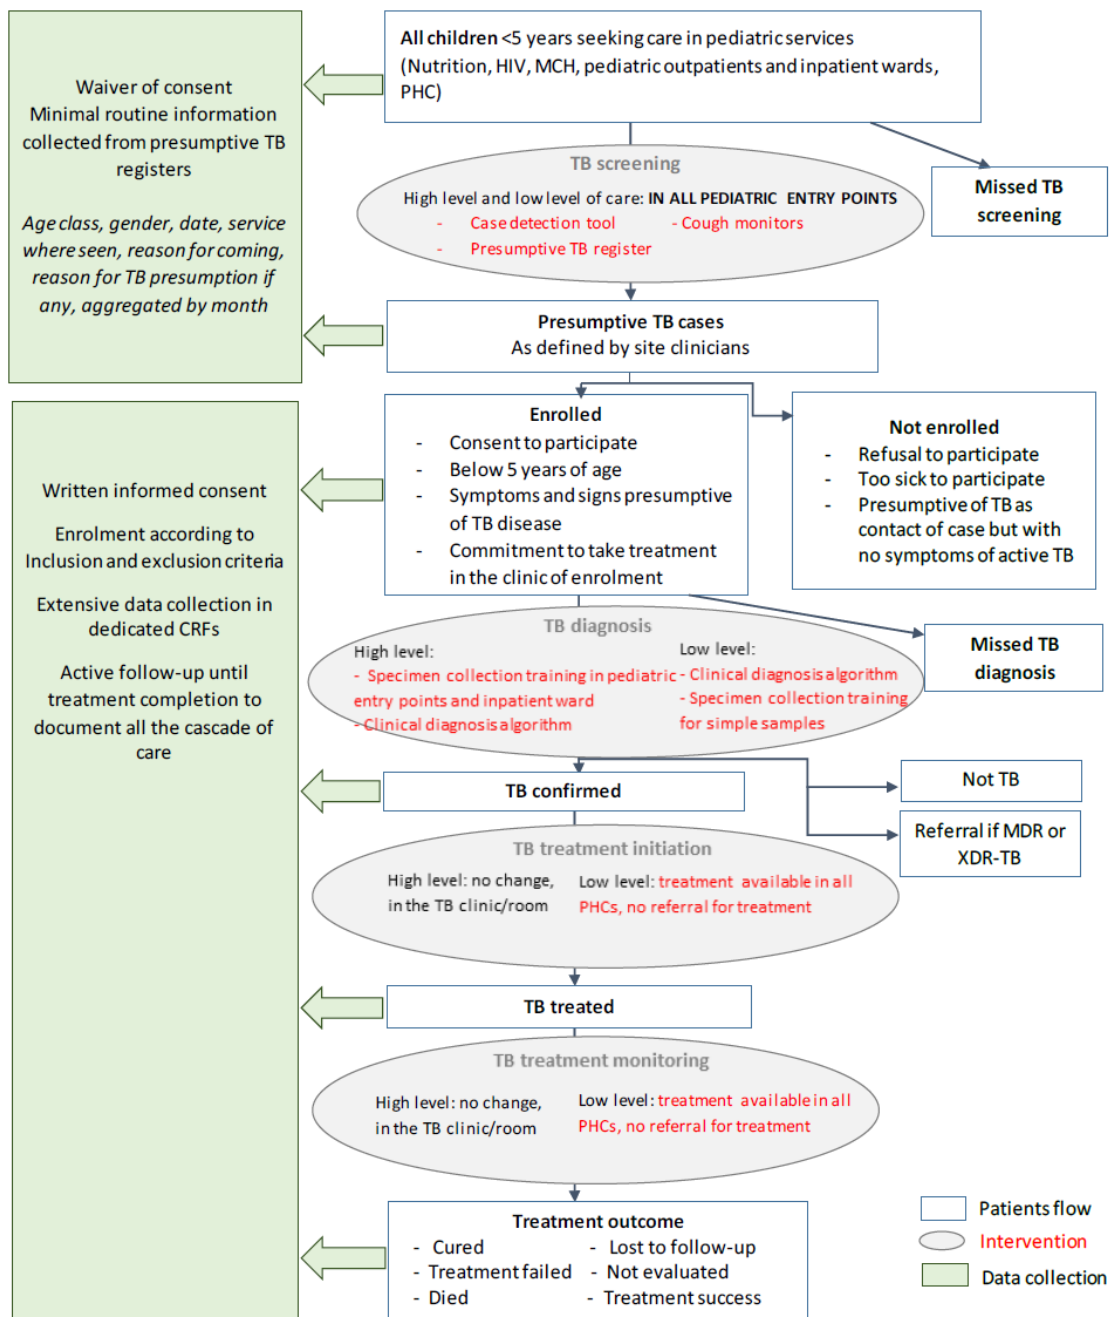 All children <5 years seeking care in pediatric services
(Nutrition, HIV, MCH, pediatric outpatients and inpatient wards,
PHC)
Waiver of consent
Minimal routine information
collected from presumptive TB
registers
Age class, gender, date, service
where seen, reason for coming,
reason for TB presumption if
any, aggregated by month
TB screening
High level and low level of care: IN ALL PEDIATRIC ENTRY POINTS
- Case detection tool
- Cough monitors
- Presumptive TB register
Missed TB
screening
Presumptive TB cases
As defined by site clinicians
Enrolled
- Consent to participate
- Below 5 years of age
- Symptoms and signs presumptive
of TB disease
- Commitment to take treatment
in the clinic of enrolment
Not enrolled
- Refusal to participate
- Too sick to participate
- Presumptive of TB as
contact of case but with
no symptoms of active TB
Written informed consent
Enrolment according to
Inclusion and exclusion criteria
Extensive data collection in
dedicated CRFs
Active follow-up until
treatment completion to
document all the cascade of
care
TB diagnosis
High level:
- Specimen collection training in pediatric
entry points and inpatient ward
- Clinical diagnosis algorithm
Low level:
- Clinical diagnosis algorithm
- Specimen collection training
for simple samples
Missed TB
diagnosis
TB confirmed
Not TB
Referral if MDR or
XDR-TB
TB treatment initiation
High level: no change,
in the TB clinic/room
Low level: treatment available in all
PHCs, no referral for treatment
TB treated
TB treatment monitoring
High level: no change,
in the TB clinic/room
Low level: treatment available in all
PHCs, no referral for treatment
Treatment outcome
- Cured
- Treatment failed
- Died
- Lost to follow-up
- Not evaluated
- Treatment success
Patients flow
Intervention
Data collection